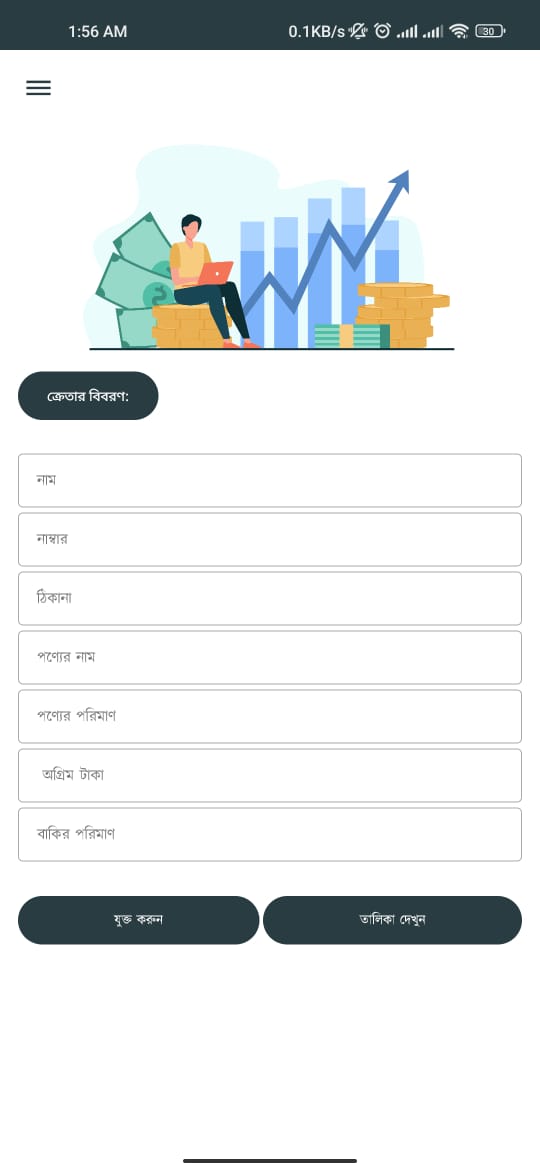 1:56 AM 0.1KB/s 30
ক্রেতার বিবরণ:
নাম
নাম্বার
ঠিকানা
পণ্যের নাম
পণ্যের পরিমাণ
অগ্রিম টাকা
বাকির পরিমাণ
যুক্ত করুন তালিকা দেখুন